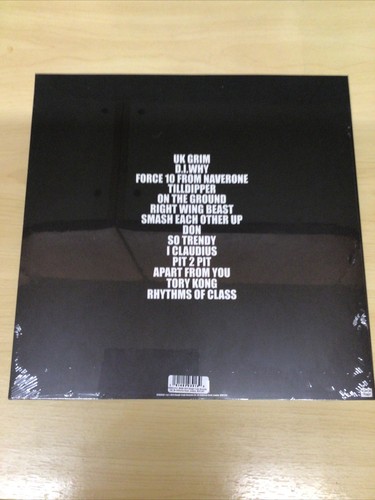 UK GRIM
D.I.WHY
FORCE 10 FROM NAVERONE
TILLDIPPER
ON THE GROUND
RIGHT WING BEAST
SMASH EACH OTHER UP
DON
SO TRENDY
I CLAUDIUS
PIT 2 PIT
APART FROM YOU
TORY KONG
RHYTHMS OF CLASS